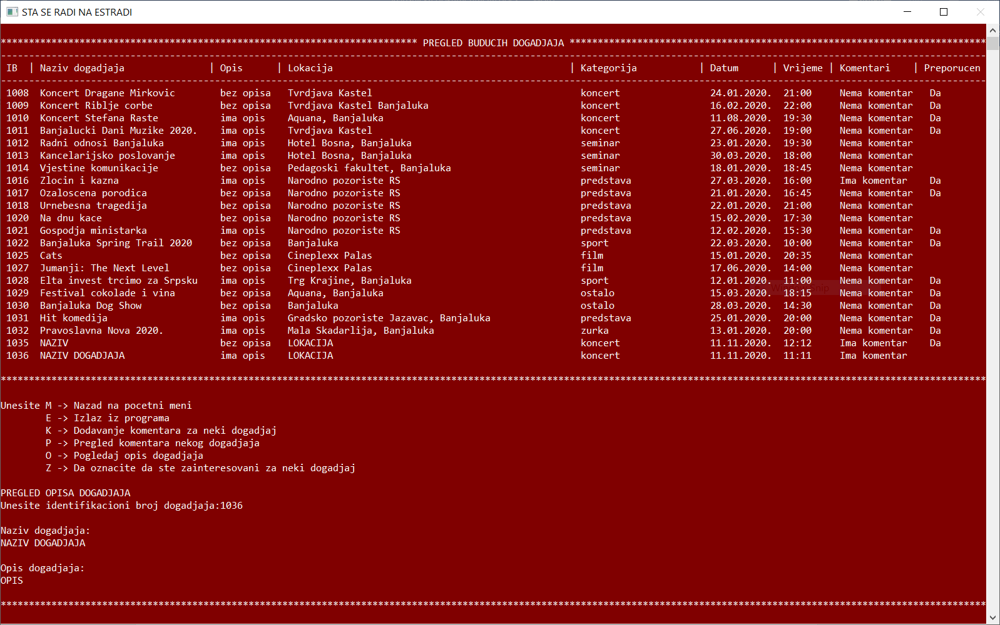 STA SE RADI NA ESTRADI
************************************************************************** PREGLED BUDUCIH DOGADJAJA **************************************************************************
-------------------------------------------------------------------------------------------------------------------------------------------------------------------------------
IB | Naziv dogadjaja | Opis | Lokacija | Kategorija | Datum | Vrijeme | Komentari | Preporucen
-------------------------------------------------------------------------------------------------------------------------------------------------------------------------------
1008 Koncert Dragane Mirkovic bez opisa Tvrdjava Kastel koncert 24.01.2020. 21:00 Nema komentar Da
1009 Koncert Riblje corbe bez opisa Tvrdjava Kastel Banjaluka koncert 16.02.2020. 22:00 Nema komentar Da
1010 Koncert Stefana Raste ima opis Aquana, Banjaluka koncert 11.08.2020. 19:30 Nema komentar Da
1011 Banjalucki Dani Muzike 2020. ima opis Tvrdjava Kastel koncert 27.06.2020. 19:00 Nema komentar Da
1012 Radni odnosi Banjaluka ima opis Hotel Bosna, Banjaluka seminar 23.01.2020. 19:30 Nema komentar
1013 Kancelarijsko poslovanje ima opis Hotel Bosna, Banjaluka seminar 30.03.2020. 18:00 Nema komentar
1014 Vjestine komunikacije bez opisa Pedagoski fakultet, Banjaluka seminar 18.01.2020. 18:45 Nema komentar
1016 Zlocin i kazna ima opis Narodno pozoriste RS predstava 27.03.2020. 16:00 Ima komentar Da
1017 Ozaloscena porodica bez opisa Narodno pozoriste RS predstava 21.01.2020. 16:45 Nema komentar Da
1018 Urnebesna tragedija bez opisa Narodno pozoriste RS predstava 22.01.2020. 21:00 Nema komentar
1020 Na dnu kace bez opisa Narodno pozoriste RS predstava 15.02.2020. 17:30 Nema komentar
1021 Gospodja ministarka ima opis Narodno pozoriste RS predstava 12.02.2020. 15:30 Nema komentar Da
1022 Banjaluka Spring Trail 2020 bez opisa Banjaluka sport 22.03.2020. 10:00 Nema komentar Da
1025 Cats bez opisa Cineplexx Palas film 15.01.2020. 20:35 Nema komentar
1027 Jumanji: The Next Level bez opisa Cineplexx Palas film 17.06.2020. 14:00 Nema komentar
1028 Elta invest trcimo za Srpsku ima opis Trg Krajine, Banjaluka sport 12.01.2020. 11:00 Nema komentar Da
1029 Festival cokolade i vina bez opisa Aquana, Banjaluka ostalo 15.03.2020. 18:15 Nema komentar Da
1030 Banjaluka Dog Show bez opisa Banjaluka ostalo 28.03.2020. 14:30 Nema komentar Da
1031 Hit komedija ima opis Gradsko pozoriste Jazavac, Banjaluka predstava 25.01.2020. 20:00 Nema komentar Da
1032 Pravoslavna Nova 2020. ima opis Mala Skadarlija, Banjaluka zurka 13.01.2020. 20:00 Nema komentar Da
1035 NAZIV bez opisa LOKACIJA koncert 11.11.2020. 12:12 Ima komentar Da
1036 NAZIV DOGADJAJA ima opis LOKACIJA koncert 11.11.2020. 11:11 Ima komentar
*******************************************************************************************************************************************************************************
Unesite M -> Nazad na pocetni meni
E -> Izlaz iz programa
K -> Dodavanje komentara za neki dogadjaj
P -> Pregled komentara nekog dogadjaja
O -> Pogledaj opis dogadjaja
Z -> Da oznacite da ste zainteresovani za neki dogadjaj
PREGLED OPISA DOGADJAJA
Unesite identifikacioni broj dogadjaja:1036
Naziv dogadjaja:
NAZIV DOGADJAJA
Opis dogadjaja:
OPIS
*******************************************************************************************************************************************************************************